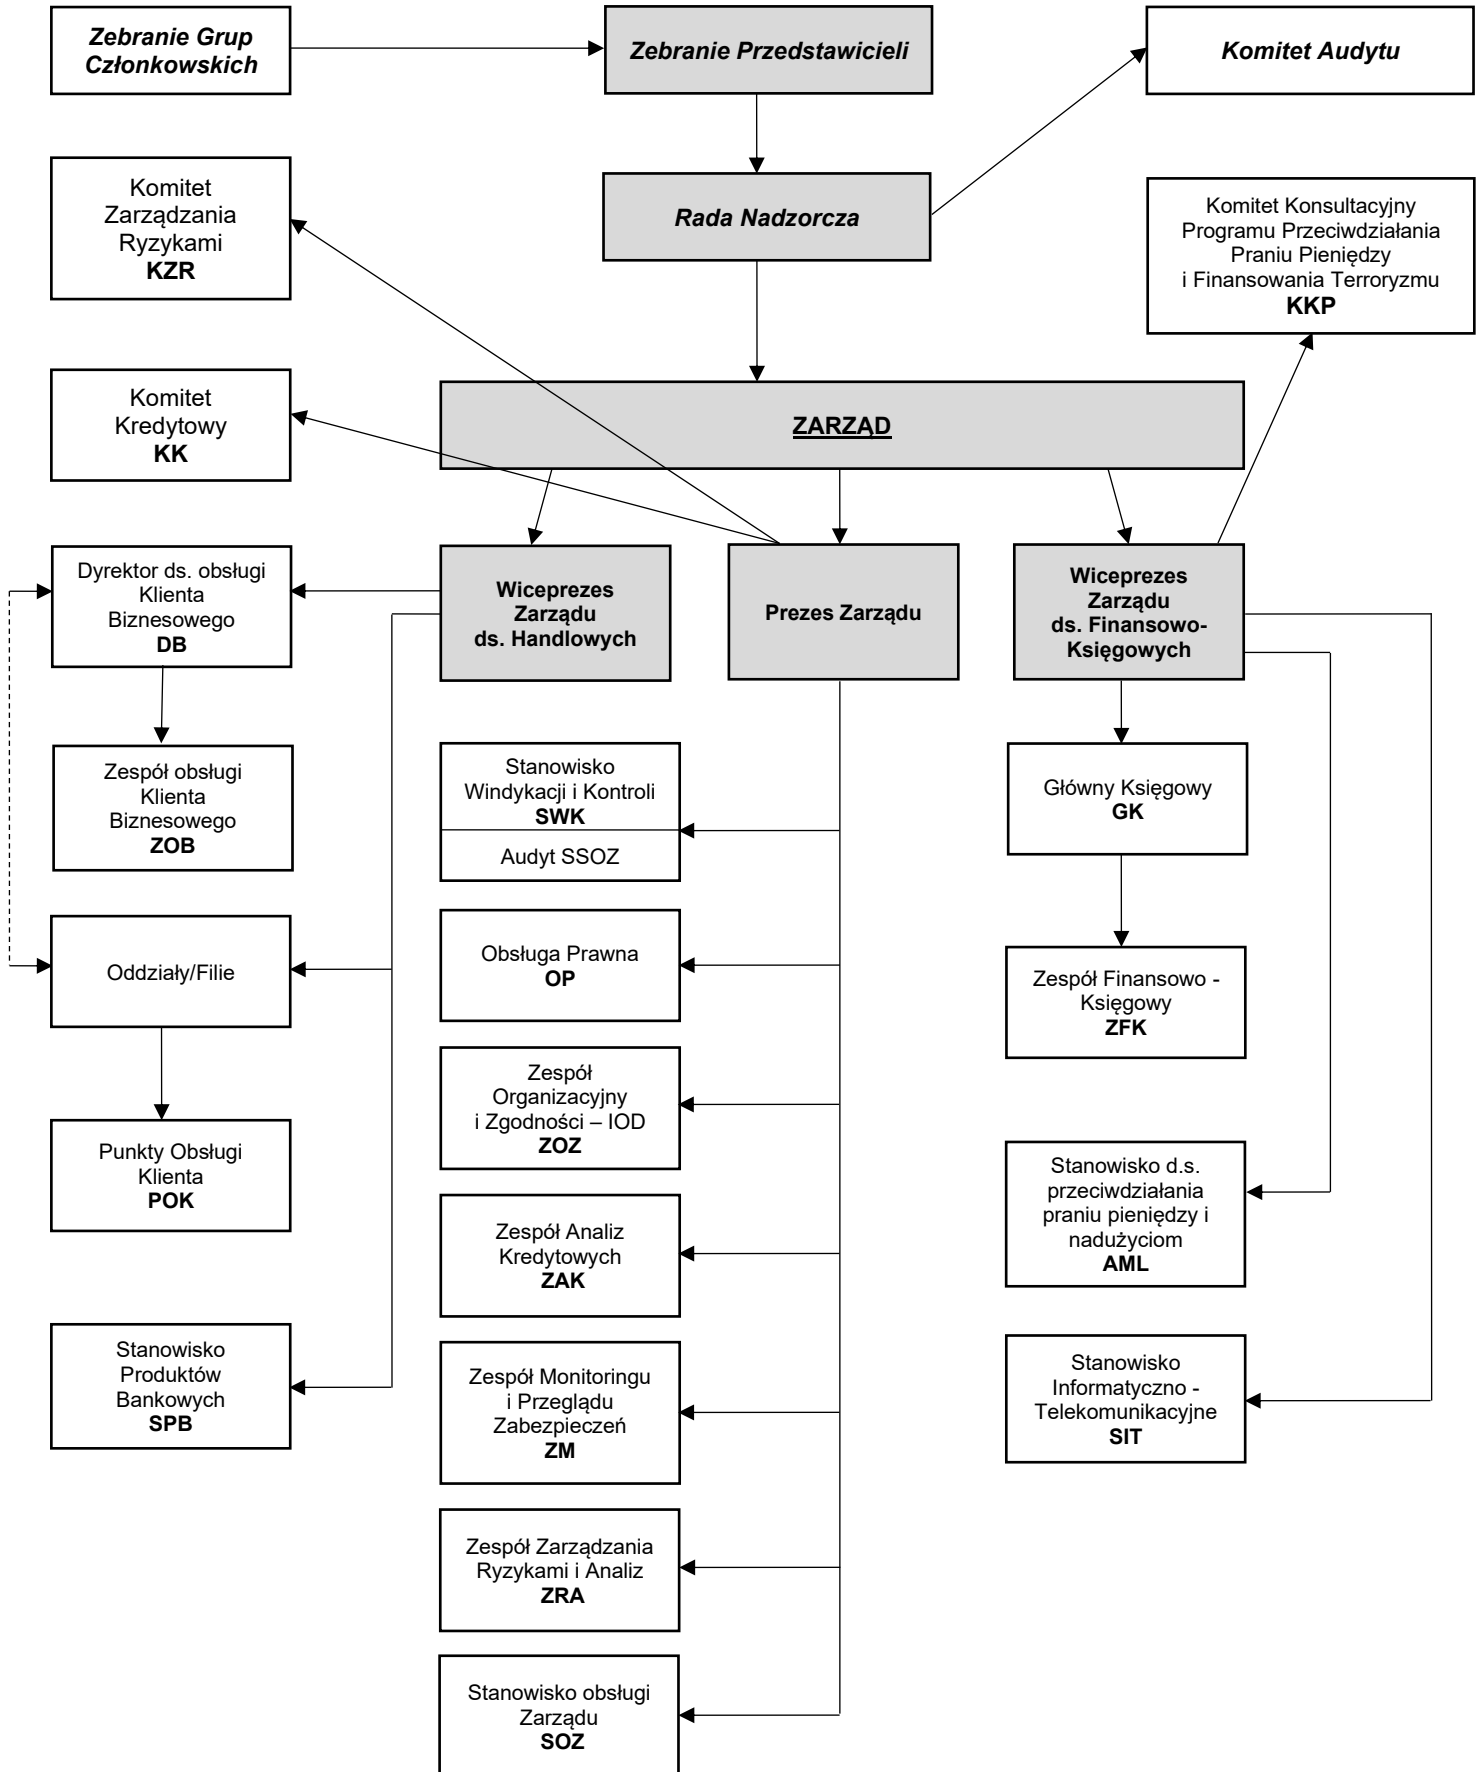 Zebranie Grup
Członkowskich
Zebranie Przedstawicieli
Komitet Audytu
Komitet
Zarządzania
Ryzykami
KZR
Rada Nadzorcza
Komitet Konsultacyjny
Programu Przeciwdziałania
Praniu Pieniędzy
i Finansowania Terroryzmu
KKP
Komitet
Kredytowy
KK
ZARZĄD
Dyrektor ds. obsługi
Klienta
Biznesowego
DB
Wiceprezes
Zarządu
ds. Handlowych
Prezes Zarządu
Wiceprezes
Zarządu
ds. Finansowo-
Księgowych
Zespół obsługi
Klienta
Biznesowego
ZOB
Stanowisko
Windykacji i Kontroli
SWK
Audyt SSOZ
Główny Księgowy
GK
Oddziały/Filie
Obsługa Prawna
OP
Zespół Finansowo -
Księgowy
ZFK
Zespół
Organizacyjny
i Zgodności – IOD
ZOZ
Punkty Obsługi
Klienta
POK
Stanowisko d.s.
przeciwdziałania
praniu pieniędzy i
nadużyciom
AML
Zespół Analiz
Kredytowych
ZAK
Stanowisko
Produktów
Bankowych
SPB
Zespół Monitoringu
i Przeglądu
Zabezpieczeń
ZM
Stanowisko
Informatyczno -
Telekomunikacyjne
SIT
Zespół Zarządzania
Ryzykami i Analiz
ZRA
Stanowisko obsługi
Zarządu
SOZ